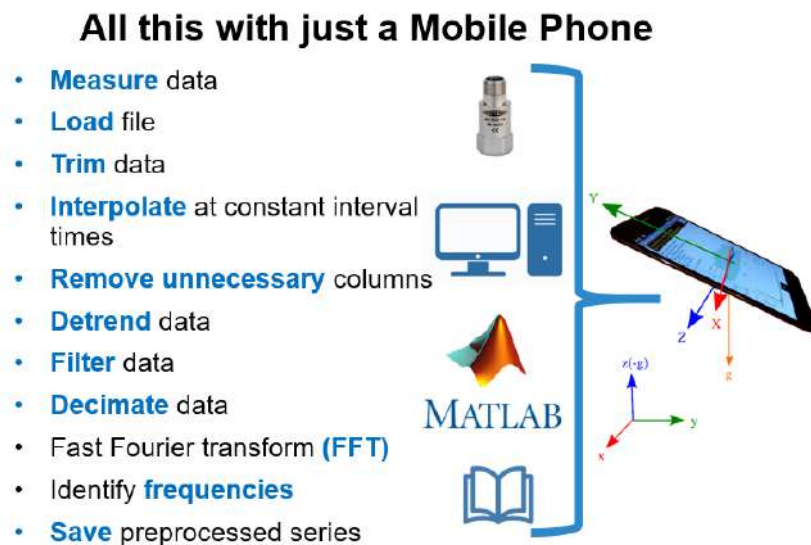 All this with just a Mobile Phone
• Measure data
• Load file
• Trim data
• Interpolate at constant interval
times
• Remove unnecessary columns
• Detrend data
• Filter data
• Decimate data
• Fast Fourier transform (FFT)
• Identify frequencies
• Save preprocessed series
MATLAB
Y
Z
X
g
z(-g)
y
x